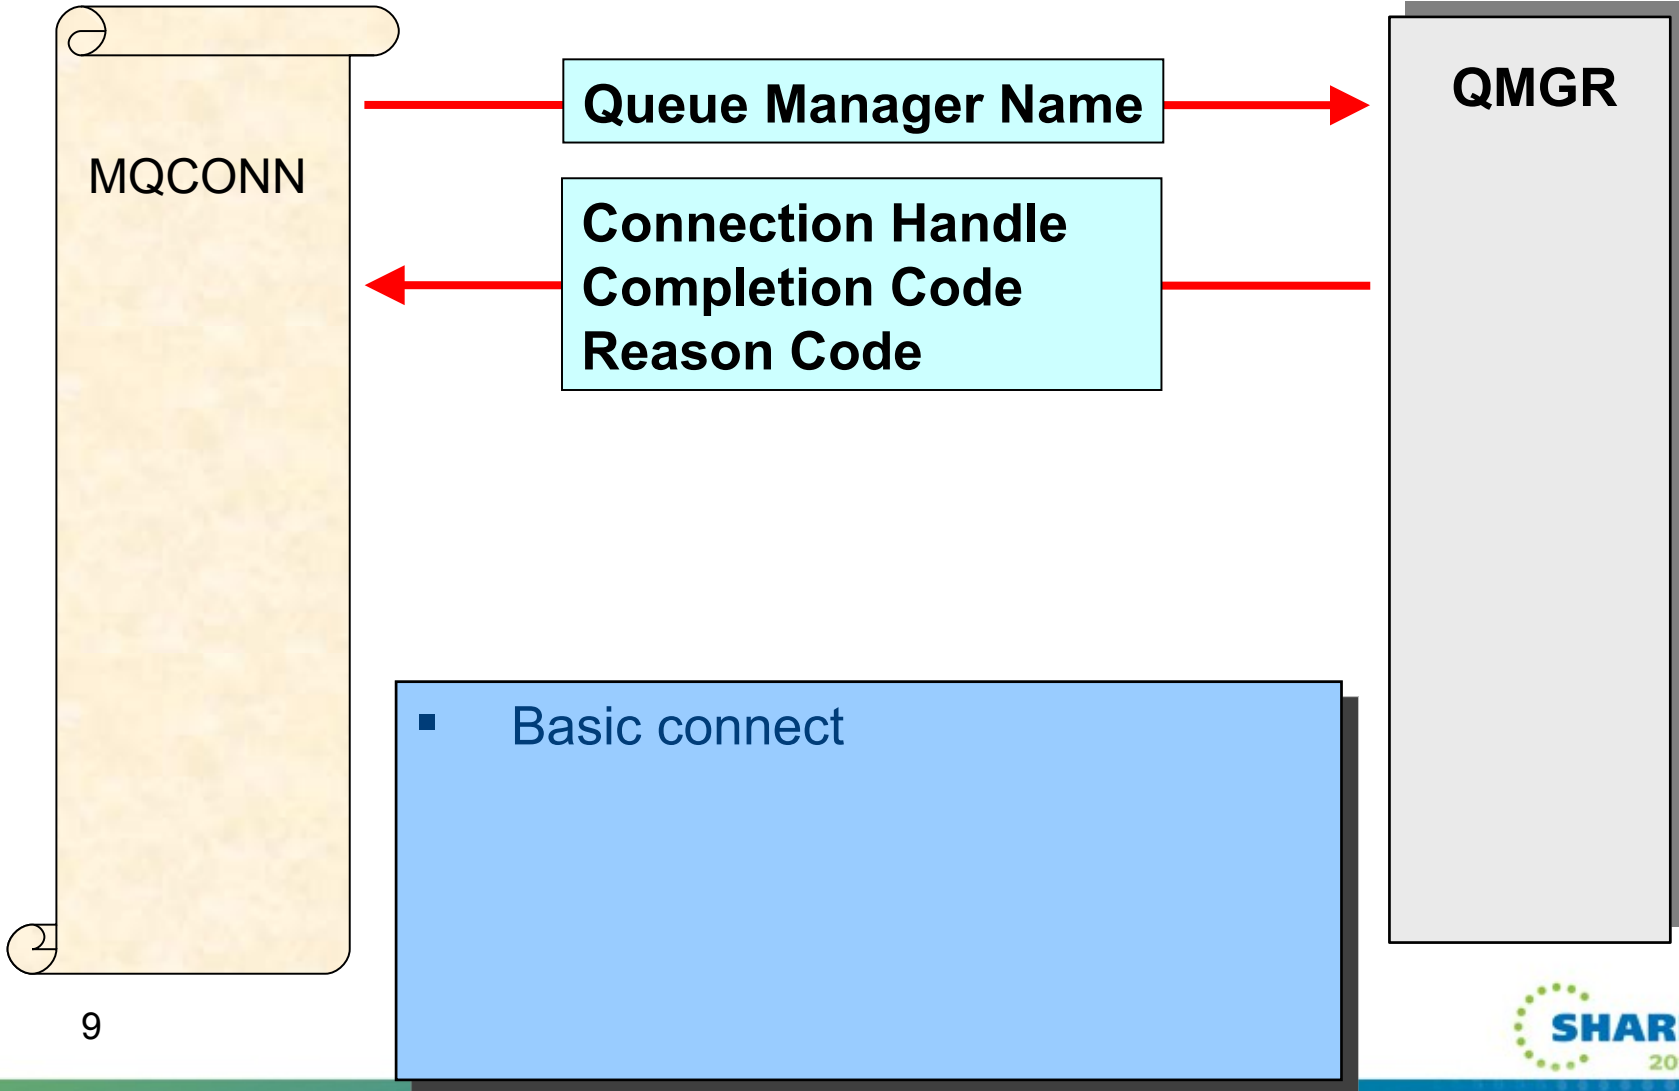 Queue Manager Name
QMGR
MQCONN
Connection Handle
Completion Code
Reason Code
▪ Basic connect
9
SHAR
20